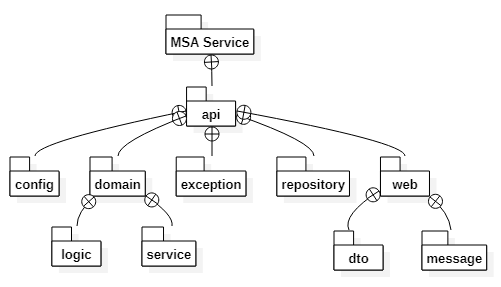 MSA Service
api
config
domain
exception
repository
web
logic
service
dto
message